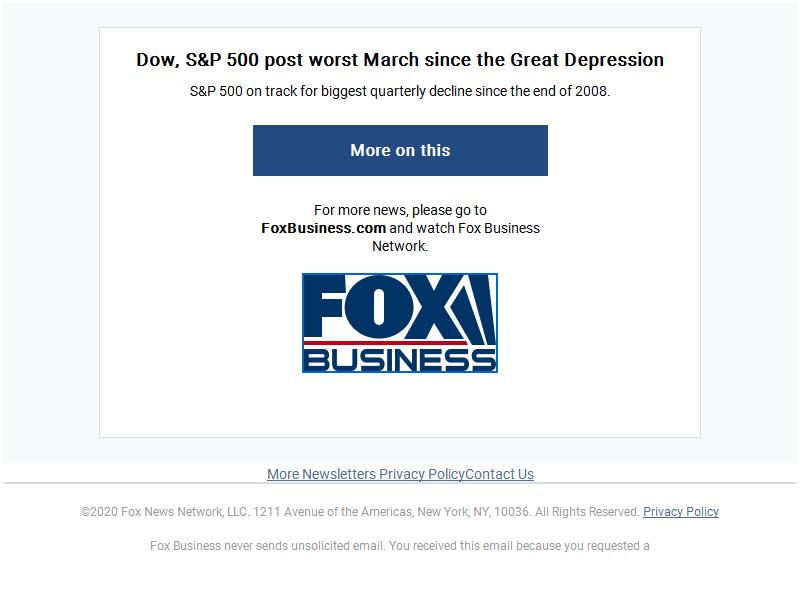 Dow, S&P 500 post worst March since the Great Depression
S&P 500 on track for biggest quarterly decline since the end of 2008.
More on this
For more news, please go to
FoxBusiness.com and watch Fox Business
Network.
FOX
BUSINESS
More Newsletters Privacy PolicyContact Us
©2020 Fox News Network, LLC. 1211 Avenue of the Americas, New York, NY, 10036. All Rights Reserved. Privacy Policy
Fox Business never sends unsolicited email. You received this email because you requested a